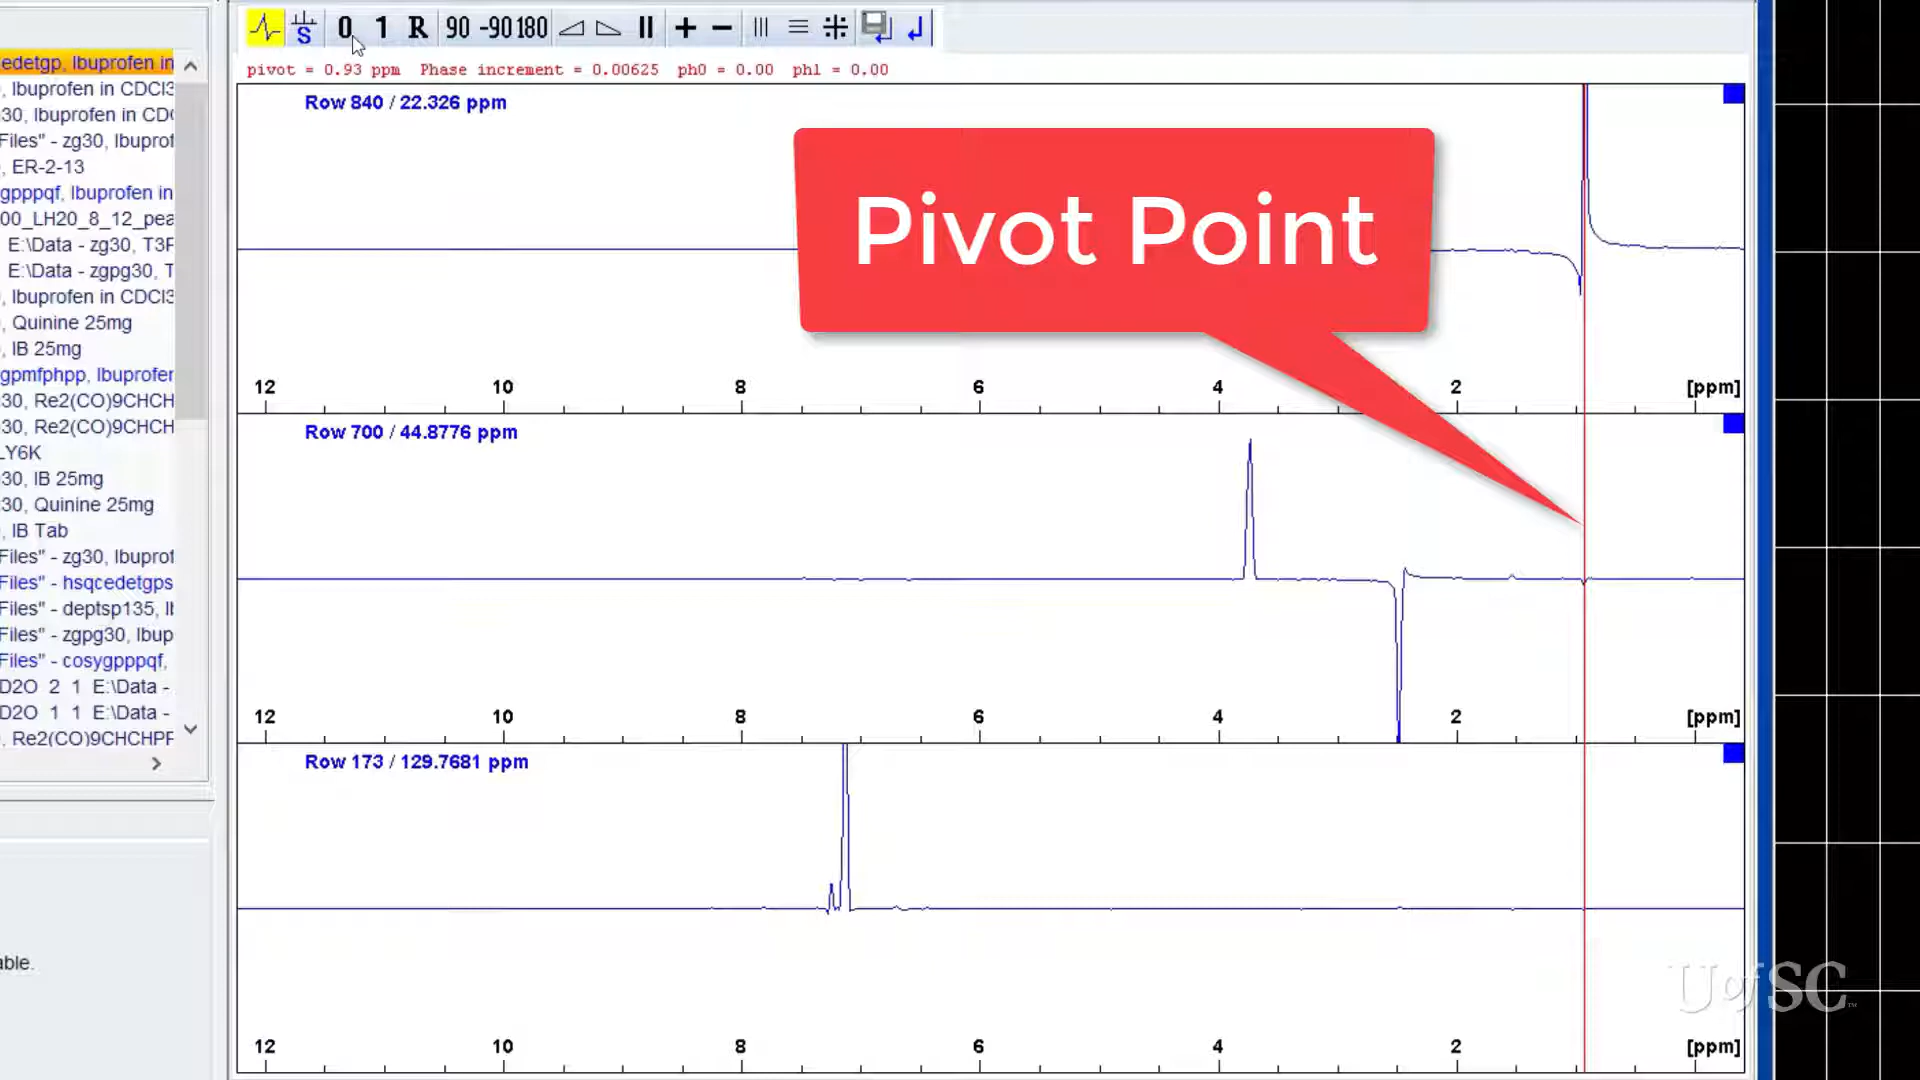 0 1 R 90 -90 180
pivot = 0.93 ppm Phase increment = 0.00625 ph0 = 0.00 ph1 = 0.00
edetgp, Ibuprofen in
, Ibuprofen in CDCl3
30, Ibuprofen in CD
Files" - zg30, Ibuprof
, ER-2-13
gpppqf, Ibuprofen in
00_LH20_8_12_pea
E:\Data - zg30, T3F
E:\Data - zgpg30, T
, Ibuprofen in CDCl3
, Quinine 25mg
, IB 25mg
gpmfphpp, Ibuprofen
30, Re2(CO)9CHCH
30, Re2(CO)9CHCH
LY6K
30, IB 25mg
30, Quinine 25mg
, IB Tab
Files" - zg30, Ibuprof
Files" - hsqcedetgps
Files" - deptsp135, I
Files" - zgpg30, Ibup
Files" - cosygpppqf,
D2O 2 1 E:\Data -
D2O 1 1 E:\Data -
, Re2(CO)9CHCHPF
able.
Row 840 / 22.326 ppm
Pivot Point
12 10 8 6 4 2 [ppm]
Row 700 / 44.8776 ppm
12 10 8 6 4 2 [ppm]
Row 173 / 129.7681 ppm
12 10 8 6 4 2 [ppm]
UofSC